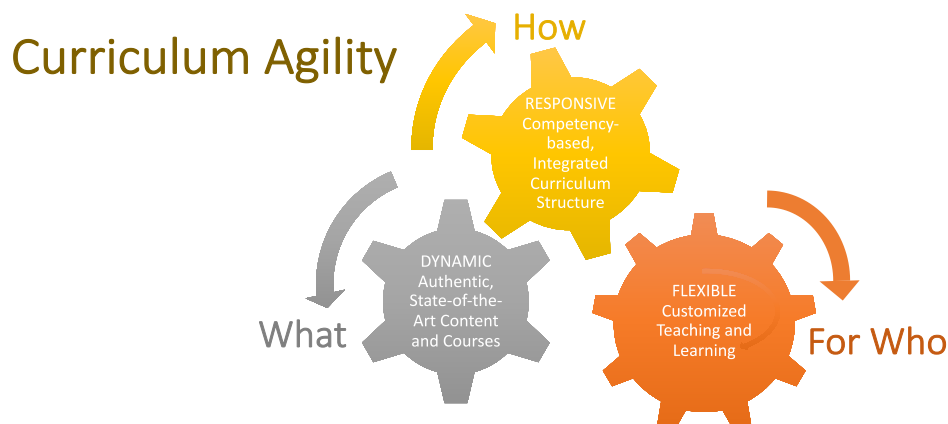 Curriculum Agility
How
RESPONSIVE
Competency-
based,
Integrated
Curriculum
Structure
What
DYNAMIC
Authentic,
State-of-the-
Art Content
and Courses
FLEXIBLE
Customized
Teaching and
Learning
For Who